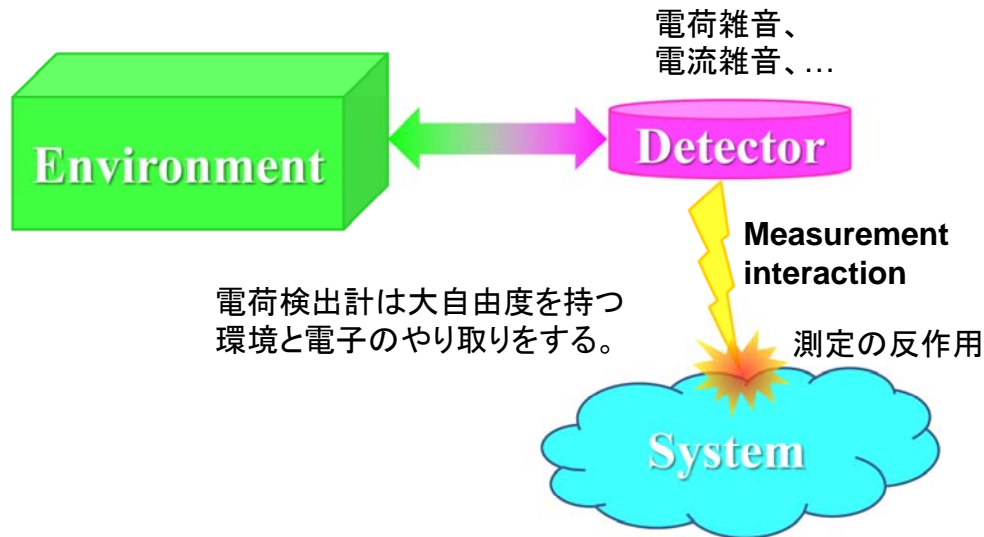 電荷雑音、
電流雑音、…
Environment
Detector
Measurement
interaction
電荷検出計は大自由度を持つ
環境と電子のやり取りをする。
測定の反作用
System